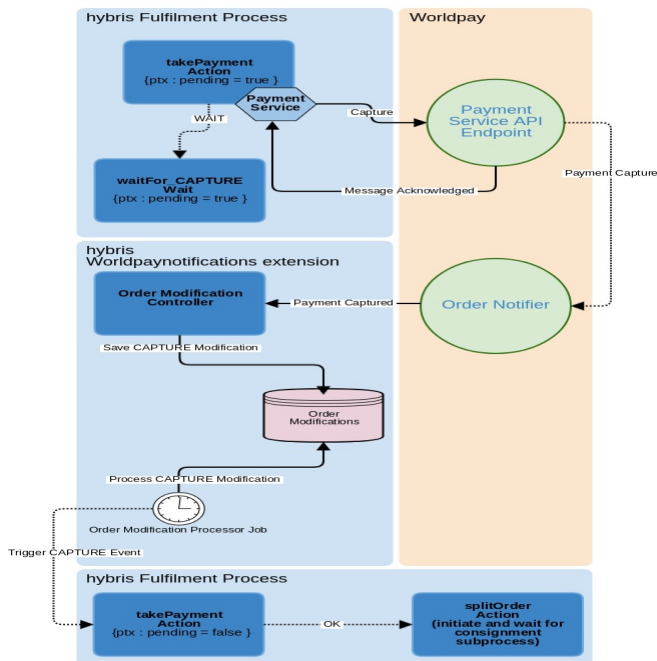 hybris Fulfilment Process
Worldpay
takePayment
Action
{ptx : pending = true }
Payment
Service
WAIT
Capture
Payment
Service API
Endpoint
Payment Capture
waitFor_CAPTURE
Wait
{ptx : pending = true }
Message Acknowledged
hybris
Worldpaynotifications extension
Order Modification
Controller
Payment Captured
Order Notifier
Save CAPTURE Modification
Order
Modifications
Process CAPTURE Modification
Order Modification Processor Job
Trigger CAPTURE Event
hybris Fulfilment Process
takePayment
Action
{ptx : pending = false }
OK
splitOrder
Action
(initiate and wait for
consignment
subprocess)